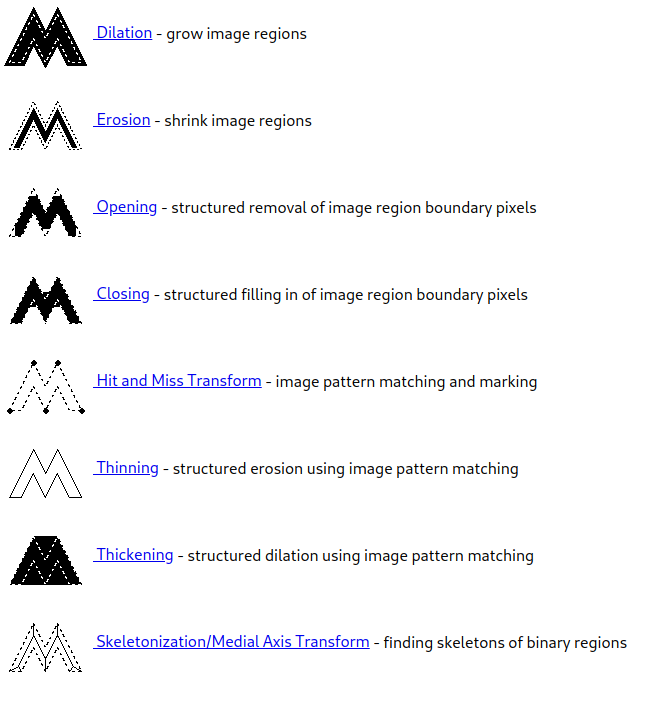 Dilation - grow image regions
Erosion - shrink image regions
Opening - structured removal of image region boundary pixels
Closing - structured filling in of image region boundary pixels
Hit and Miss Transform - image pattern matching and marking
Thinning - structured erosion using image pattern matching
Thickening - structured dilation using image pattern matching
Skeletonization/Medial Axis Transform - finding skeletons of binary regions